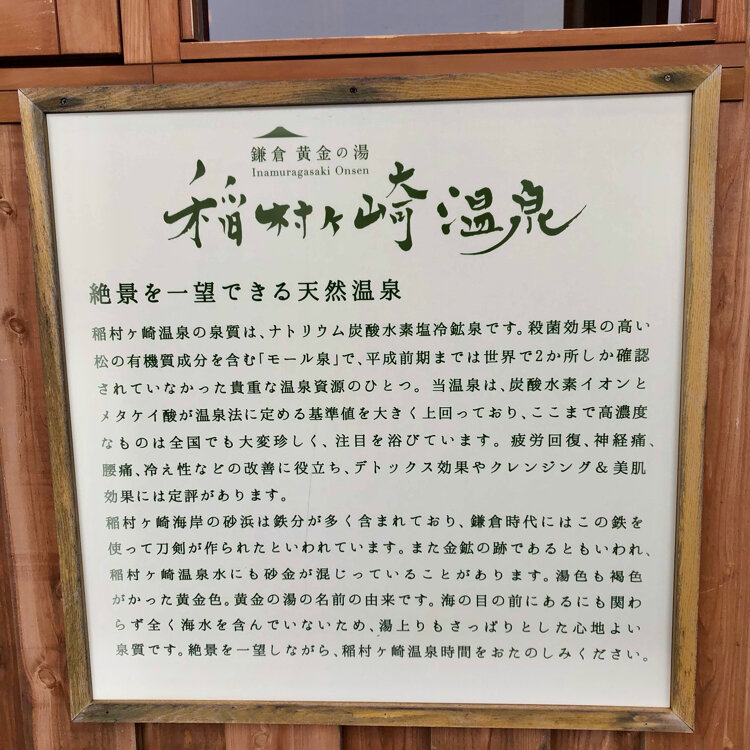 鎌倉 黄金の湯
Inamuragasaki Onsen
稲村ヶ崎温泉
絶景を一望できる天然温泉
稲村ヶ崎温泉の泉質は、ナトリウム炭酸水素塩冷鉱泉です。殺菌効果の高い
松の有機質成分を含む「モール泉」で、平成前期までは世界で2か所しか確認
されていなかった貴重な温泉資源のひとつ。当温泉は、炭酸水素イオンと
メタケイ酸が温泉法に定める基準値を大きく上回っており、ここまで高濃度
なものは全国でも大変珍しく、注目を浴びています。疲労回復、神経痛、
腰痛、冷え性などの改善に役立ち、デトックス効果やクレンジング&美肌
効果には定評があります。
稲村ヶ崎海岸の砂浜は鉄分が多く含まれており、鎌倉時代にはこの鉄を
使って刀剣が作られたといわれています。また金鉱の跡であるともいわれ、
稲村ヶ崎温泉水にも砂金が混じっていることがあります。湯色も褐色
がかった黄金色。黄金の湯の名前の由来です。海の目の前にあるにも関わ
らず全く海水を含んでいないため、湯上りもさっぱりとした心地よい
泉質です。絶景を一望しながら、稲村ヶ崎温泉時間をおたのしみください。